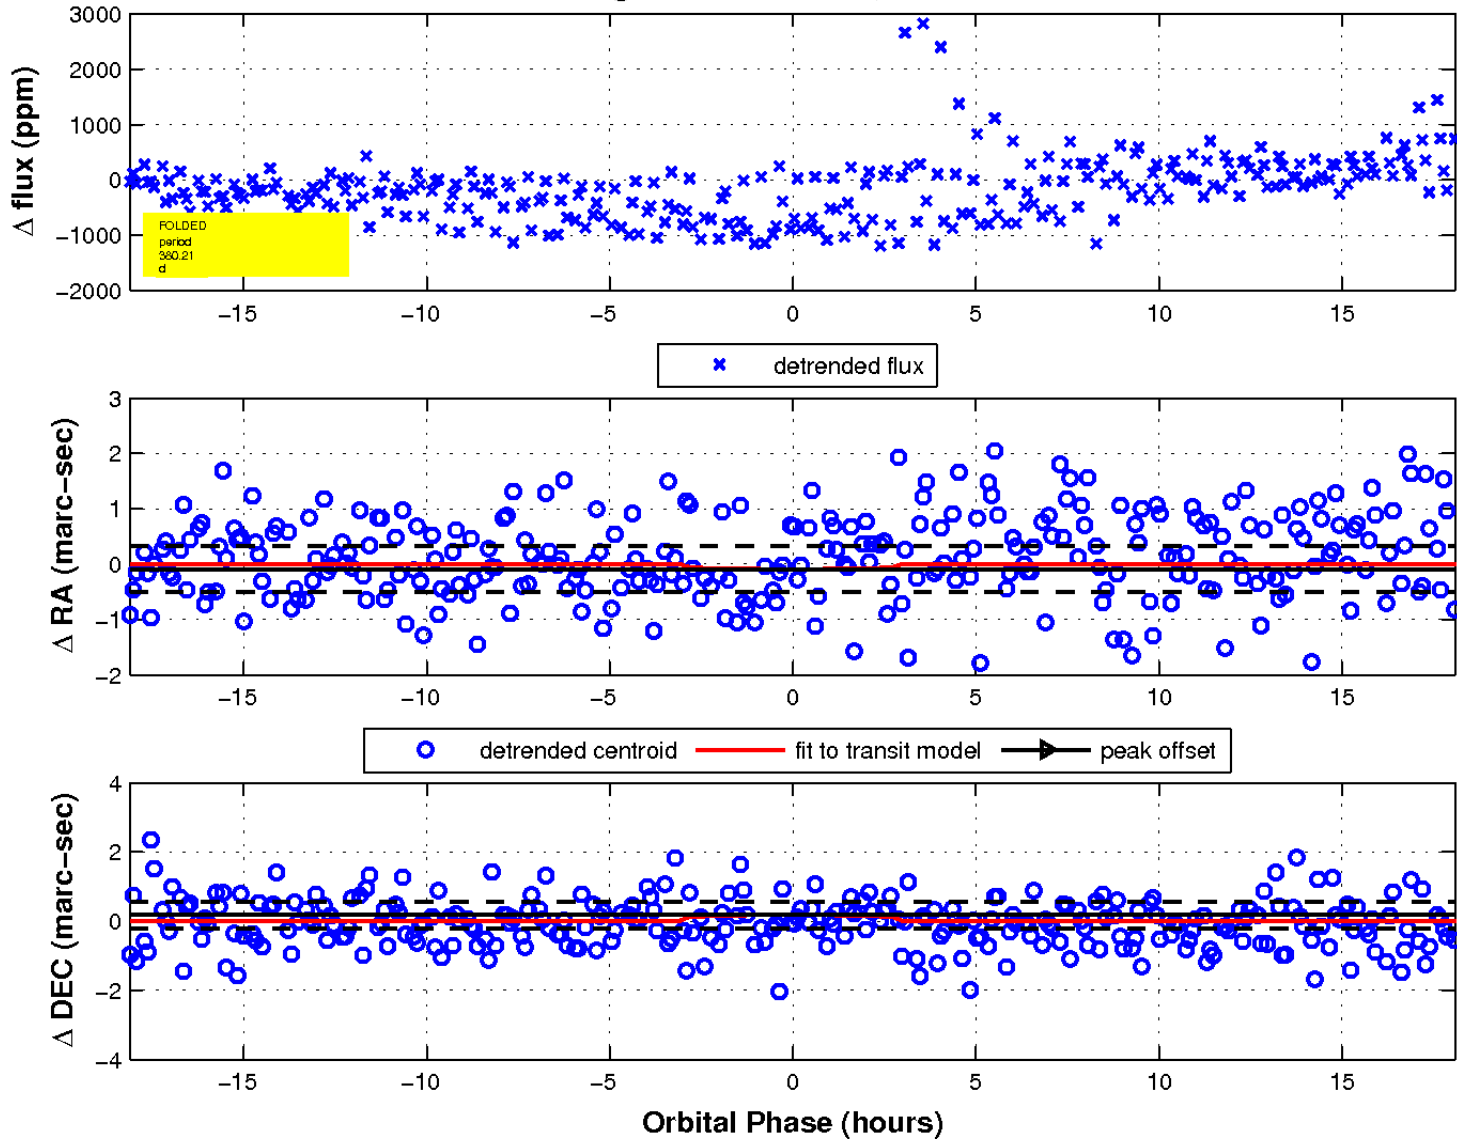 3000
2000
1000
0
−1000
−2000
Δ flux (ppm)
FOLDED
period
380.21
d
−15 −10 −5 0 5 10 15
detrended flux
3
2
1
0
−1
−2
Δ RA (marc−sec)
−15 −10 −5 0 5 10 15
detrended centroid fit to transit model peak offset
4
2
0
−2
−4
Δ DEC (marc−sec)
−15 −10 −5 0 5 10 15
Orbital Phase (hours)